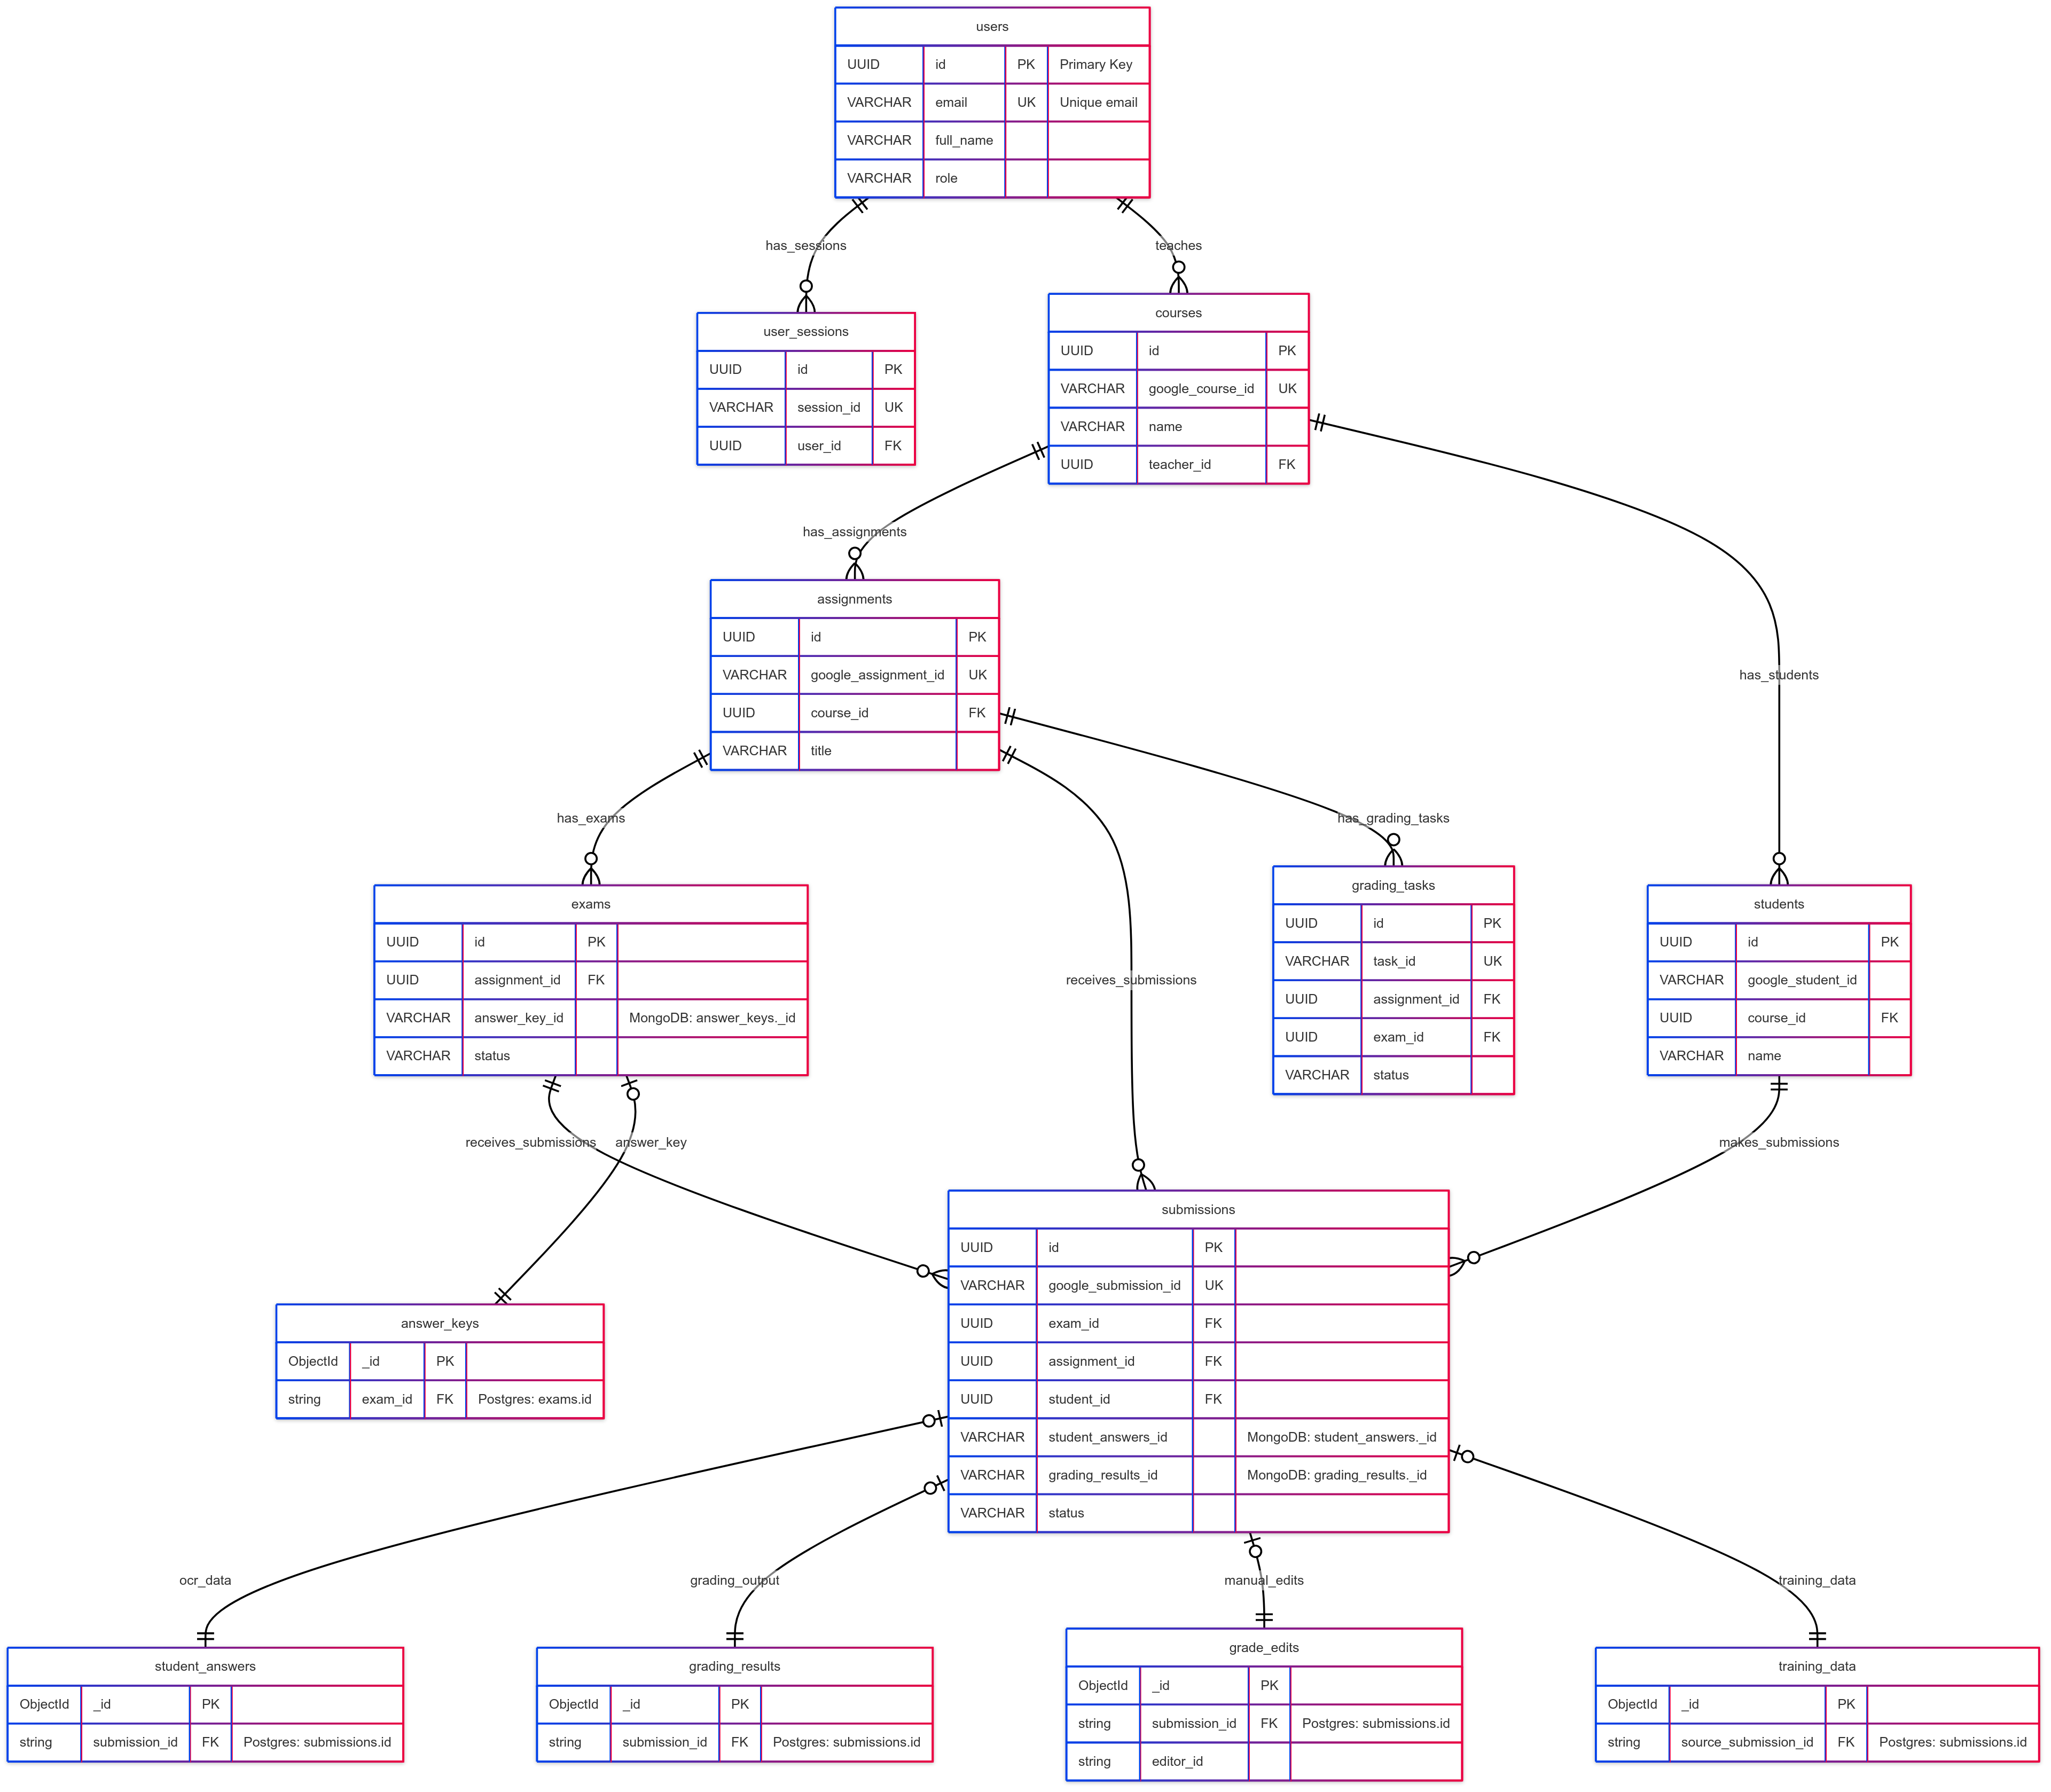 users
UUID id PK Primary Key
VARCHAR email UK Unique email
VARCHAR full_name
VARCHAR role
has_sessions
teaches
user_sessions
UUID id PK
VARCHAR session_id UK
UUID user_id FK
courses
UUID id PK
VARCHAR google_course_id UK
VARCHAR name
UUID teacher_id FK
has_assignments
has_students
assignments
UUID id PK
VARCHAR google_assignment_id UK
UUID course_id FK
VARCHAR title
has_exams
receives_submissions
has_grading_tasks
exams
UUID id PK
UUID assignment_id FK
VARCHAR answer_key_id MongoDB: answer_keys._id
VARCHAR status
grading_tasks
UUID id PK
VARCHAR task_id UK
UUID assignment_id FK
UUID exam_id FK
VARCHAR status
students
UUID id PK
VARCHAR google_student_id
UUID course_id FK
VARCHAR name
receives_submissions
answer_key
makes_submissions
submissions
UUID id PK
VARCHAR google_submission_id UK
UUID exam_id FK
UUID assignment_id FK
UUID student_id FK
VARCHAR student_answers_id MongoDB: student_answers._id
VARCHAR grading_results_id MongoDB: grading_results._id
VARCHAR status
answer_keys
ObjectId _id PK
string exam_id FK Postgres: exams.id
ocr_data
grading_output
manual_edits
training_data
student_answers
ObjectId _id PK
string submission_id FK Postgres: submissions.id
grading_results
ObjectId _id PK
string submission_id FK Postgres: submissions.id
grade_edits
ObjectId _id PK
string submission_id FK Postgres: submissions.id
string editor_id
training_data
ObjectId _id PK
string source_submission_id FK Postgres: submissions.id